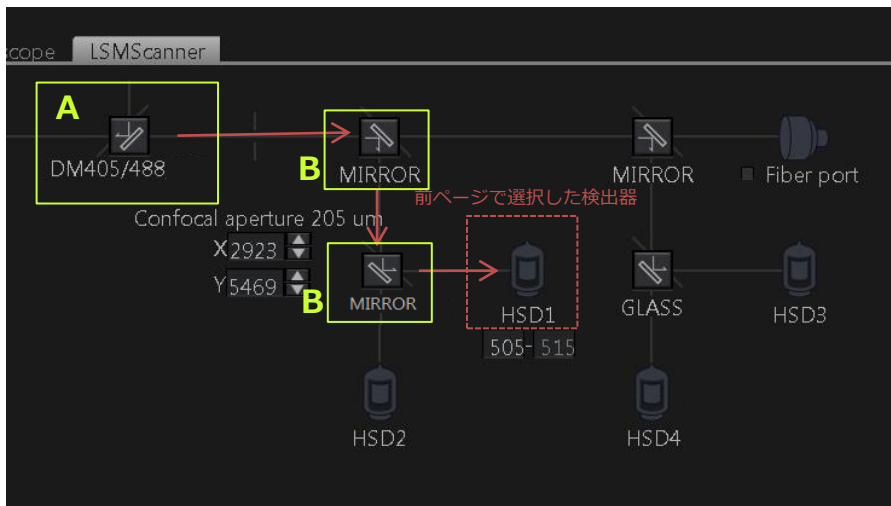 scope LSMScanner
A
DM405/488
B
MIRROR
MIRROR
Fiber port
前ページで選択した検出器
Confocal aperture 205 um
X 2923
Y 5469
B
MIRROR
HSD1
505- 515
GLASS
HSD3
HSD2
HSD4